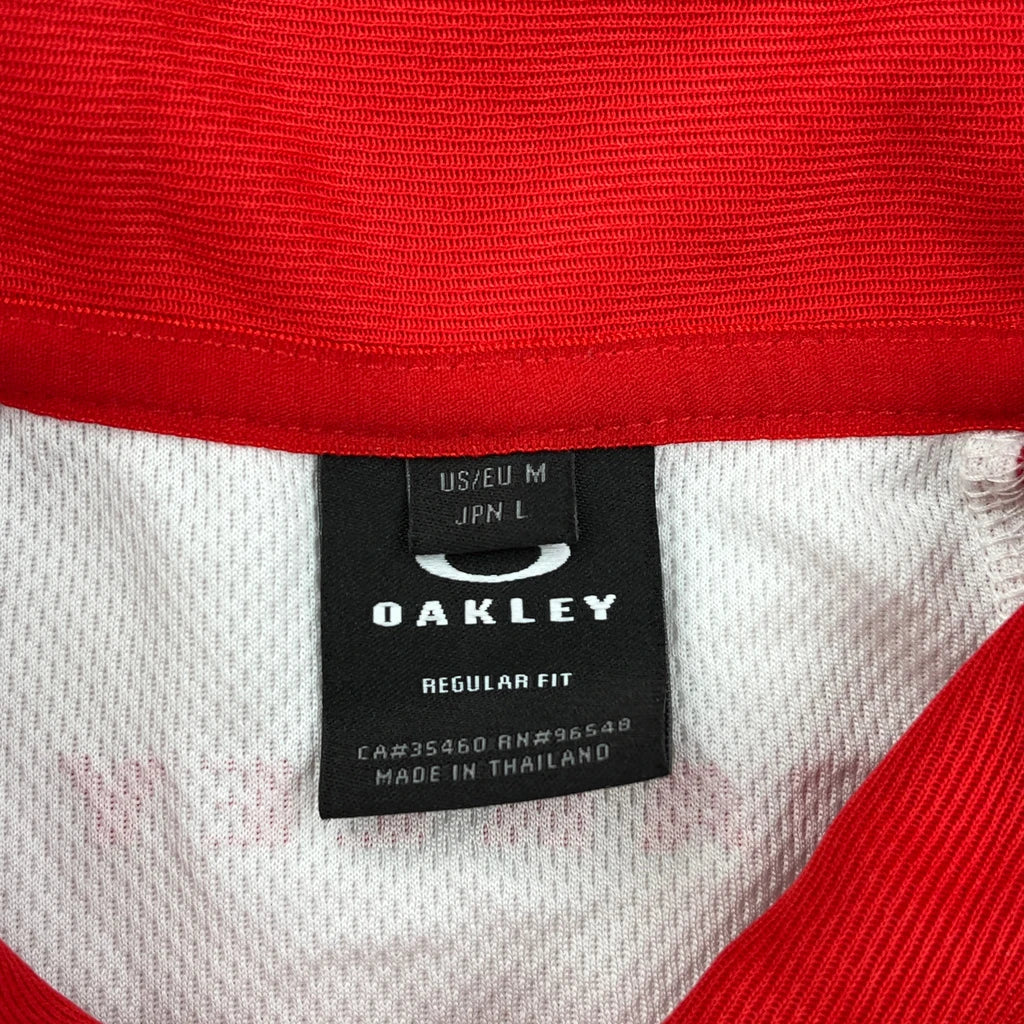 US/EU M
JPN L
OAKLEY
REGULAR FIT
CA#35460 RN#96548
MADE IN THAILAND